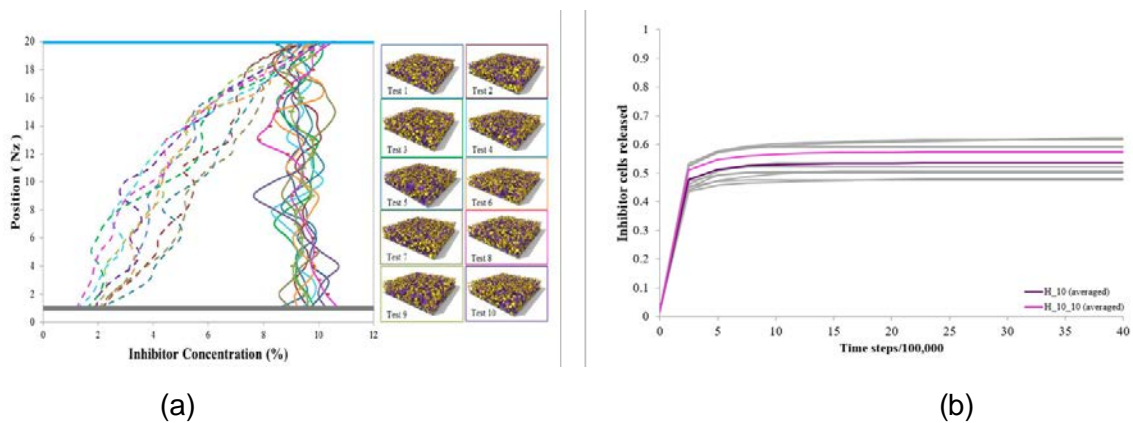 20
18
16
14
12
10
8
6
4
2
0
Position ( Nz )
0 2 4 6 8 10 12
Inhibitor Concentration (%)
Test 1 Test 2
Test 3 Test 4
Test 5 Test 6
Test 7 Test 8
Test 9 Test 10
(a)
1
0.9
0.8
0.7
0.6
0.5
0.4
0.3
0.2
0.1
0
Inhibitor cells released
H_10 (averaged)
H_10_10 (averaged)
0 5 10 15 20 25 30 35 40
Time steps/100,000
(b)